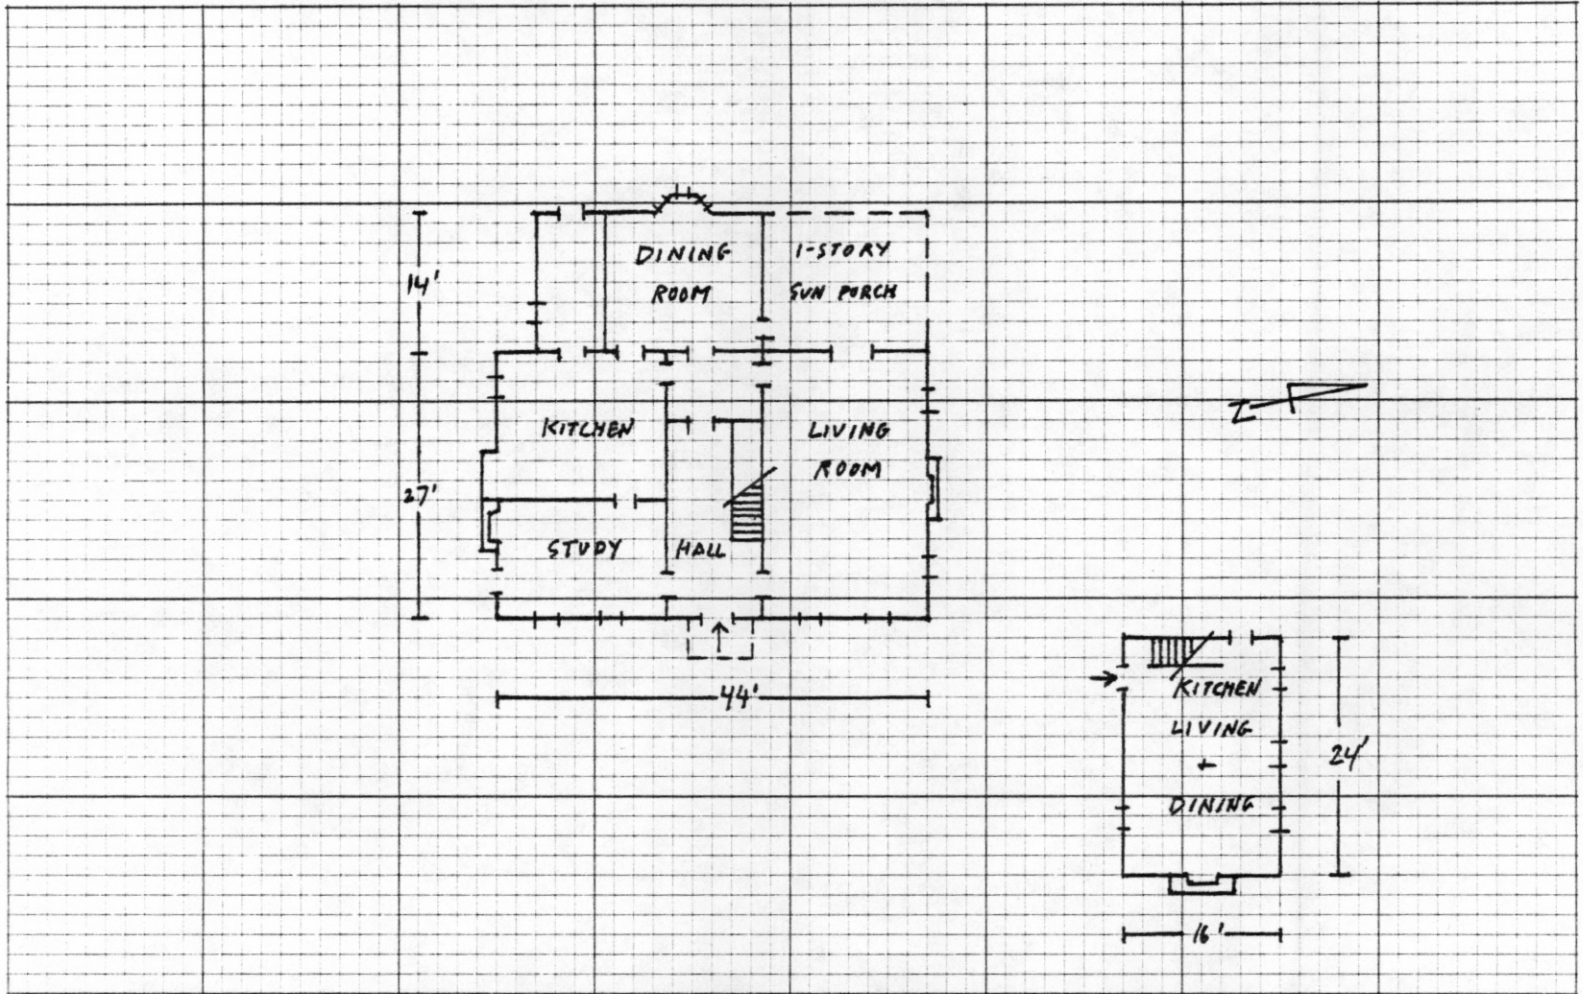 DINING
ROOM
1-STORY
SUN PORCH
14'
KITCHEN
LIVING
ROOM
27'
STUDY
HALL
44'
N
KITCHEN
LIVING
+
DINING
24'
16'